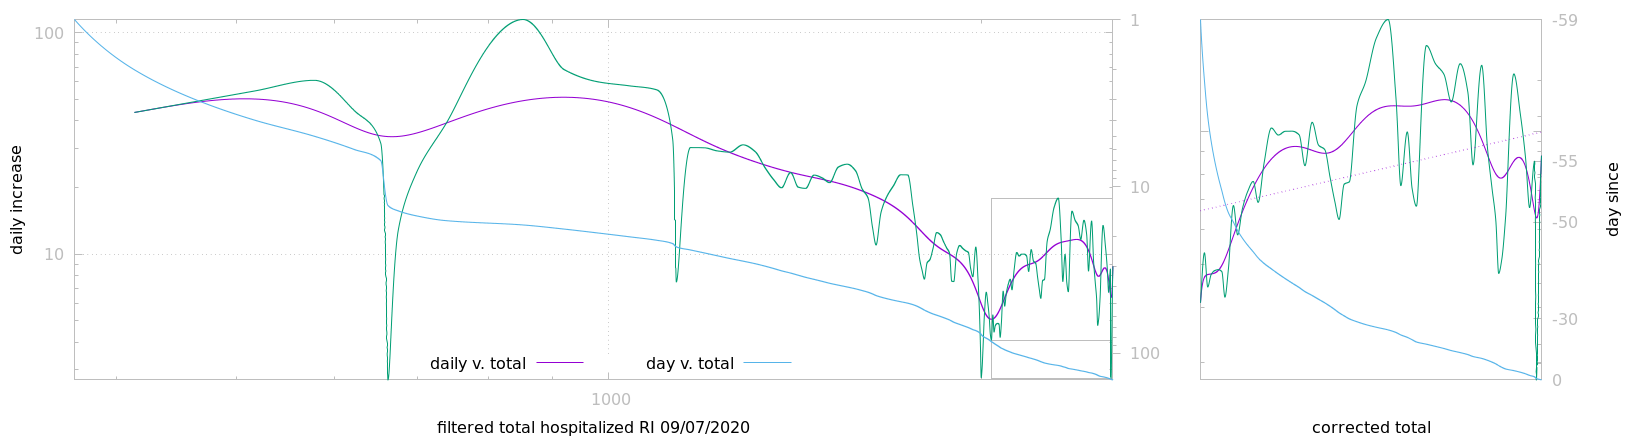 100
10
daily increase
1
10
100
daily v. total
day v. total
1000
filtered total hospitalized RI 09/07/2020
-59
-55
-50
-30
0
day since
corrected total